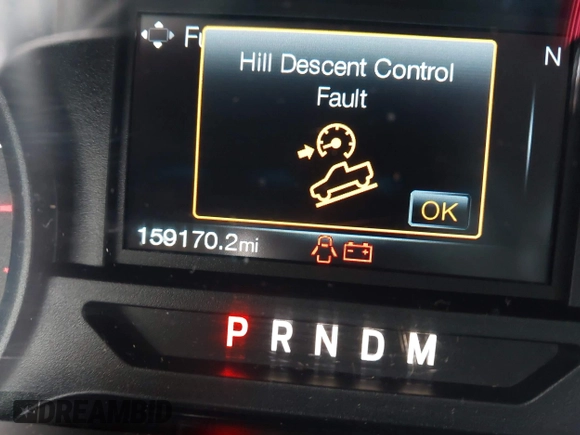 Hill Descent Control
Fault
N
OK
159170.2mi
P R N D M
DREAMBID